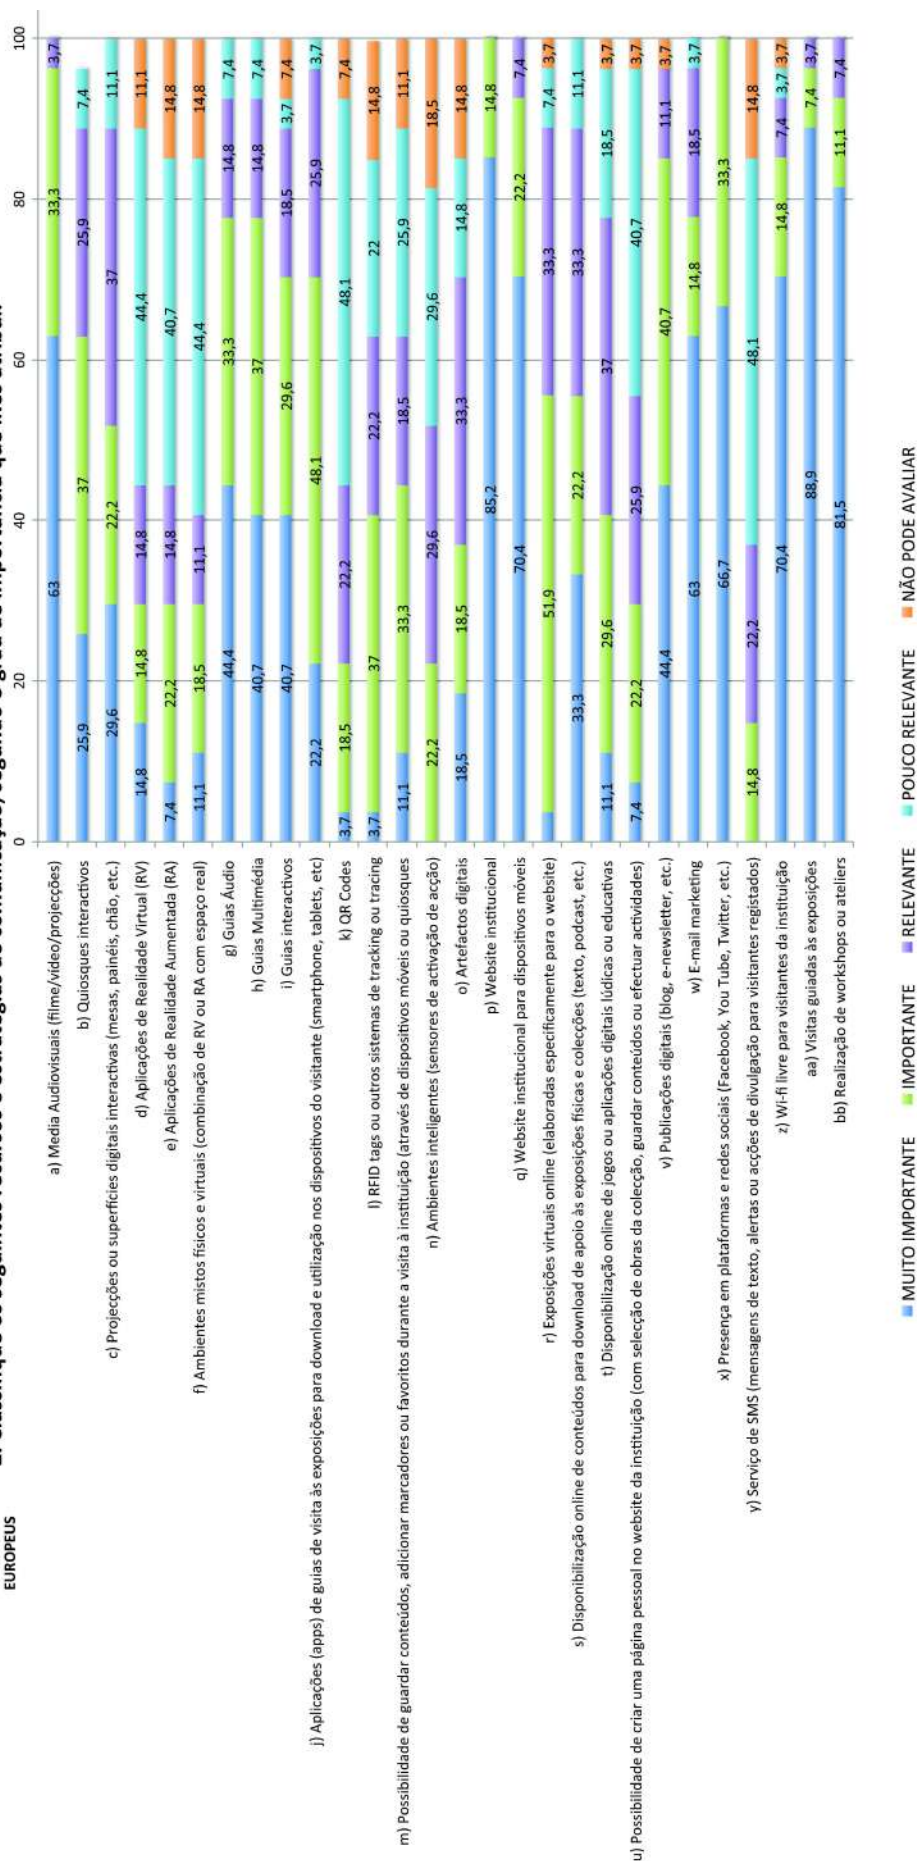 EUROPEUS
0 20 40 60 80 100
a) Media Audiovisuais (filme/vídeo/projecções) 63 33,3 3,7
b) Quiosques interactivos 25,9 37 25,9 7,4
c) Projecções ou superfícies digitais interactivas (mesas, painéis, chão, etc.) 29,6 22,2 37 11,1
d) Aplicações de Realidade Virtual (RV) 14,8 14,8 14,8 44,4 11,1
e) Aplicações de Realidade Aumentada (RA) 7,4 22,2 14,8 40,7 14,8
f) Ambientes mistos físicos e virtuais (combinação de RV ou RA com espaço real) 11,1 18,5 11,1 44,4 14,8
g) Guias Áudio 44,4 33,3 14,8 7,4
h) Guias Multimédia 40,7 37 14,8 7,4
i) Guias interactivos 40,7 29,6 18,5 3,7 7,4
j) Aplicações (apps) de guias de visita às exposições para download e utilização nos dispositivos do visitante (smartphone, tablets, etc) 22,2 48,1 25,9 3,7
k) QR Codes 3,7 18,5 22,2 48,1 7,4
l) RFID tags ou outros sistemas de tracking ou tracing 3,7 37 22,2 22 14,8
m) Possibilidade de guardar conteúdos, adicionar marcadores ou favoritos durante a visita à instituição (através de dispositivos móveis ou quiosques 11,1 33,3 18,5 25,9 11,1
n) Ambientes inteligentes (sensores de activação de acção) 22,2 29,6 29,6 18,5
o) Artefactos digitais 18,5 18,5 33,3 14,8 14,8
p) Website institucional 85,2 14,8
q) Website institucional para dispositivos móveis 70,4 22,2 7,4
r) Exposições virtuais online (elaboradas especificamente para o website) 51,9 33,3 7,4 3,7
s) Disponibilização online de conteúdos para download de apoio às exposições físicas e colecções (texto, podcast, etc.) 33,3 22,2 33,3 11,1
t) Disponibilização online de jogos ou aplicações digitais lúdicas ou educativas 11,1 29,6 37 18,5 3,7
u) Possibilidade de criar uma página pessoal no website da instituição (com selecção de obras da colecção, guardar conteúdos ou efectuar actividades) 7,4 22,2 25,9 40,7 3,7
v) Publicações digitais (blog, e-newsletter, etc.) 44,4 40,7 11,1 3,7
w) E-mail marketing 63 14,8 18,5 3,7
x) Presença em plataformas e redes sociais (Facebook, You Tube, Twitter, etc.) 66,7 33,3
y) Serviço de SMS (mensagens de texto, alertas ou acções de divulgação para visitantes registados) 14,8 22,2 48,1 14,8
z) Wi-fi livre para visitantes da instituição 70,4 14,8 7,4 3,7 3,7
aa) Visitas guiadas às exposições 88,9 7,4 3,7
bb) Realização de workshops ou ateliers 81,5 11,1 7,4
MUITO IMPORTANTE IMPORTANTE RELEVANTE POUCO RELEVANTE NÃO PODE AVALIAR